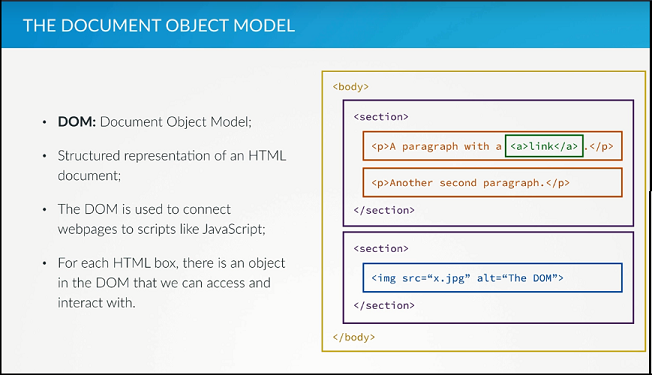 THE DOCUMENT OBJECT MODEL
• DOM: Document Object Model;
• Structured representation of an HTML
document;
• The DOM is used to connect
webpages to scripts like JavaScript;
• For each HTML box, there is an object
in the DOM that we can access and
interact with.
<body>
<section>
<p>A paragraph with a <a>link</a>.</p>
<p>Another second paragraph.</p>
</section>
<section>
<img src=“x.jpg” alt=“The DOM”>
</section>
</body>